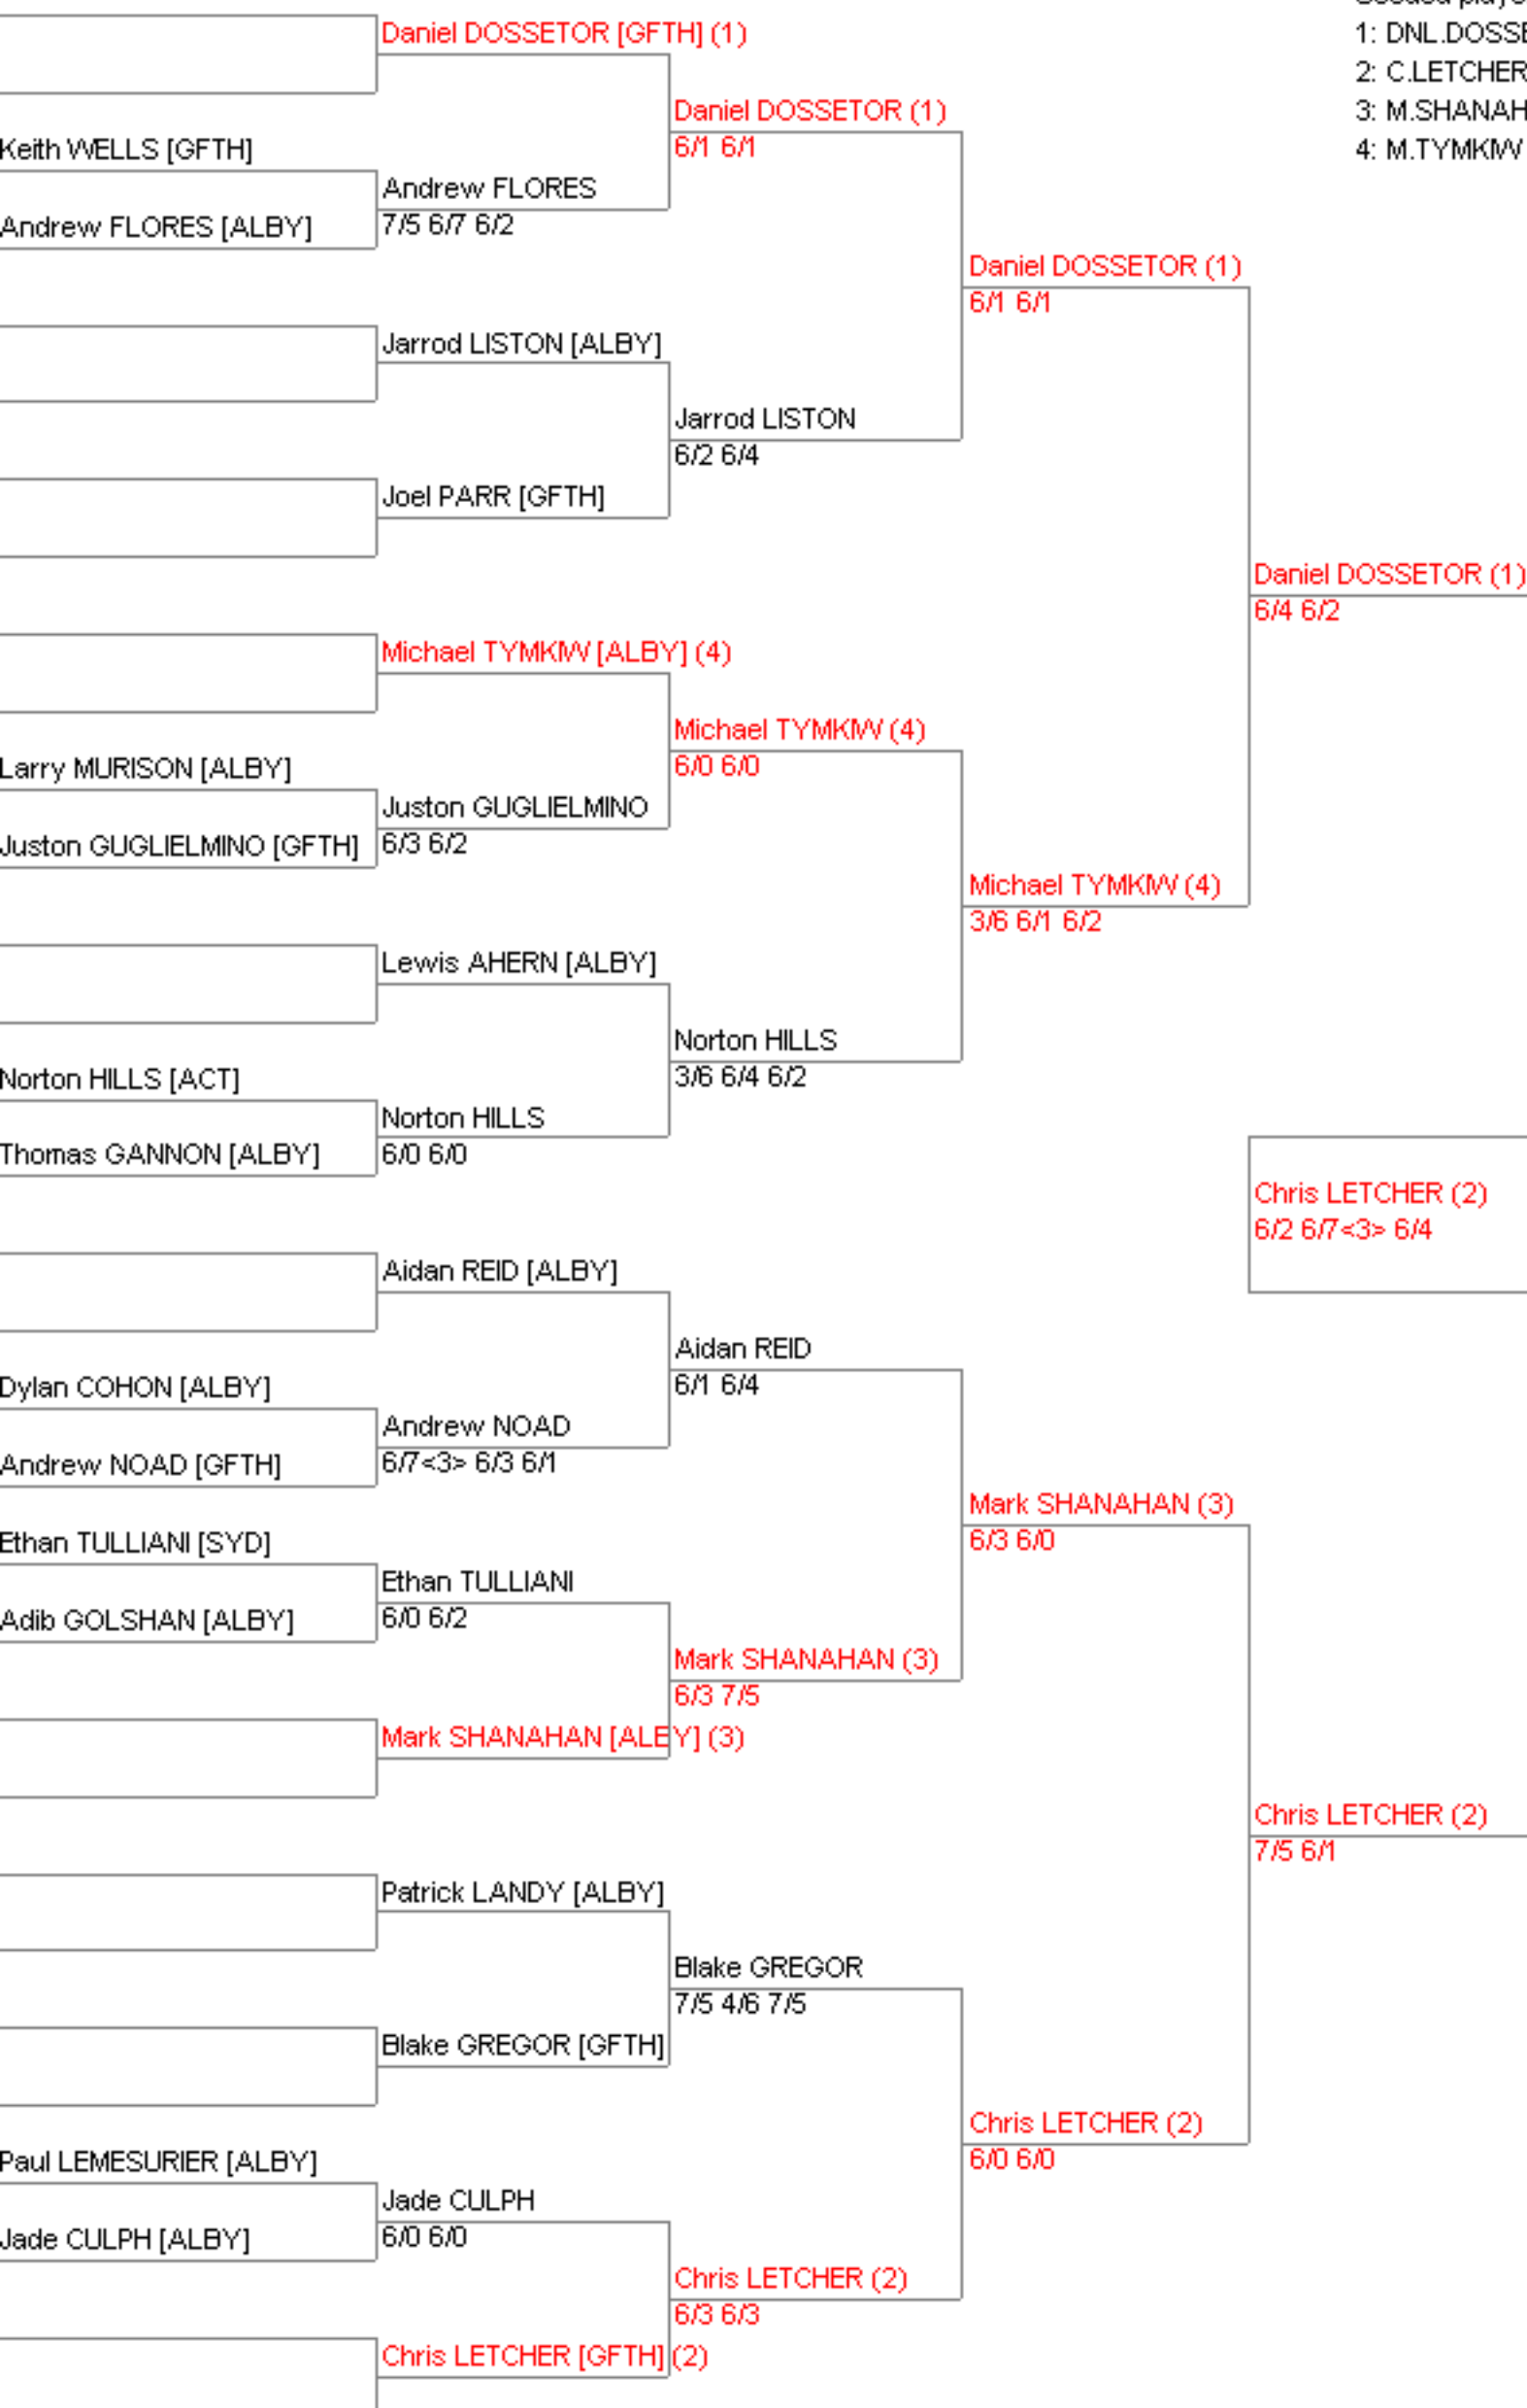 1: DNL.DOSSE
2: C.LETCHER
3: M.SHANAH
4: M.TYMKIW
Daniel DOSSETOR [GFTH] (1)
Daniel DOSSETOR (1)
6/1 6/1
Keith WELLS [GFTH]
Andrew FLORES
7/5 6/7 6/2
Andrew FLORES [ALBY]
Daniel DOSSETOR (1)
6/1 6/1
Jarrod LISTON [ALBY]
Jarrod LISTON
6/2 6/4
Joel PARR [GFTH]
Daniel DOSSETOR (1)
6/4 6/2
Michael TYMKIW [ALBY] (4)
Michael TYMKIW (4)
6/0 6/0
Larry MURISON [ALBY]
Juston GUGLIELMINO
6/3 6/2
Juston GUGLIELMINO [GFTH]
Michael TYMKIW (4)
3/6 6/1 6/2
Lewis AHERN [ALBY]
Norton HILLS
3/6 6/4 6/2
Norton HILLS [ACT]
Norton HILLS
6/0 6/0
Thomas GANNON [ALBY]
Chris LETCHER (2)
6/2 6/7<3> 6/4
Aidan REID [ALBY]
Aidan REID
6/1 6/4
Dylan COHON [ALBY]
Andrew NOAD
6/7<3> 6/3 6/1
Andrew NOAD [GFTH]
Mark SHANAHAN (3)
6/3 6/0
Ethan TULLIANI [SYD]
Ethan TULLIANI
6/0 6/2
Adib GOLSHAN [ALBY]
Mark SHANAHAN (3)
6/3 7/5
Mark SHANAHAN [ALBY] (3)
Chris LETCHER (2)
7/5 6/1
Patrick LANDY [ALBY]
Blake GREGOR
7/5 4/6 7/5
Blake GREGOR [GFTH]
Chris LETCHER (2)
6/0 6/0
Paul LEMESURIER [ALBY]
Jade CULPH
6/0 6/0
Jade CULPH [ALBY]
Chris LETCHER (2)
6/3 6/3
Chris LETCHER [GFTH] (2)